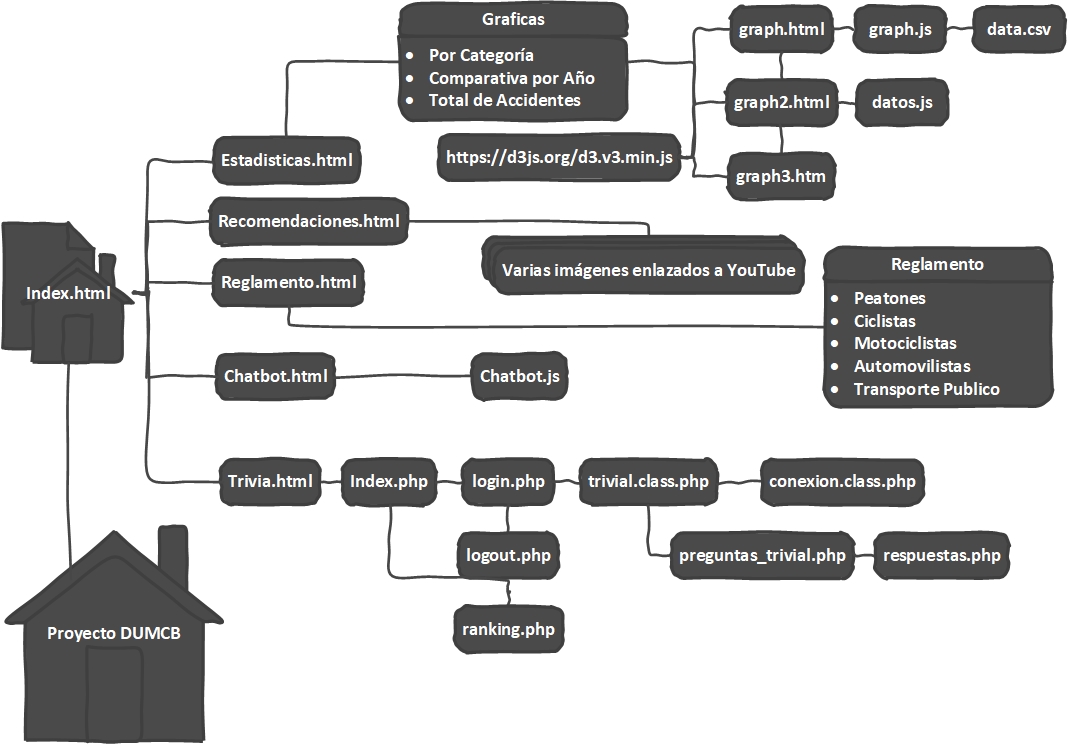 Graficas
• Por Categoría
• Comparativa por Año
• Total de Accidentes
graph.html
graph.js
data.csv
graph2.html
datos.js
https://d3js.org/d3.v3.min.js
graph3.htm
Estadisticas.html
Recomendaciones.html
Varias imágenes enlazados a YouTube
Reglamento.html
Reglamento
• Peatones
• Ciclistas
• Motociclistas
• Automovilistas
• Transporte Publico
Index.html
Chatbot.html
Chatbot.js
Trivia.html
Index.php
login.php
trivial.class.php
conexion.class.php
logout.php
preguntas_trivial.php
respuestas.php
ranking.php
Proyecto DUMCB